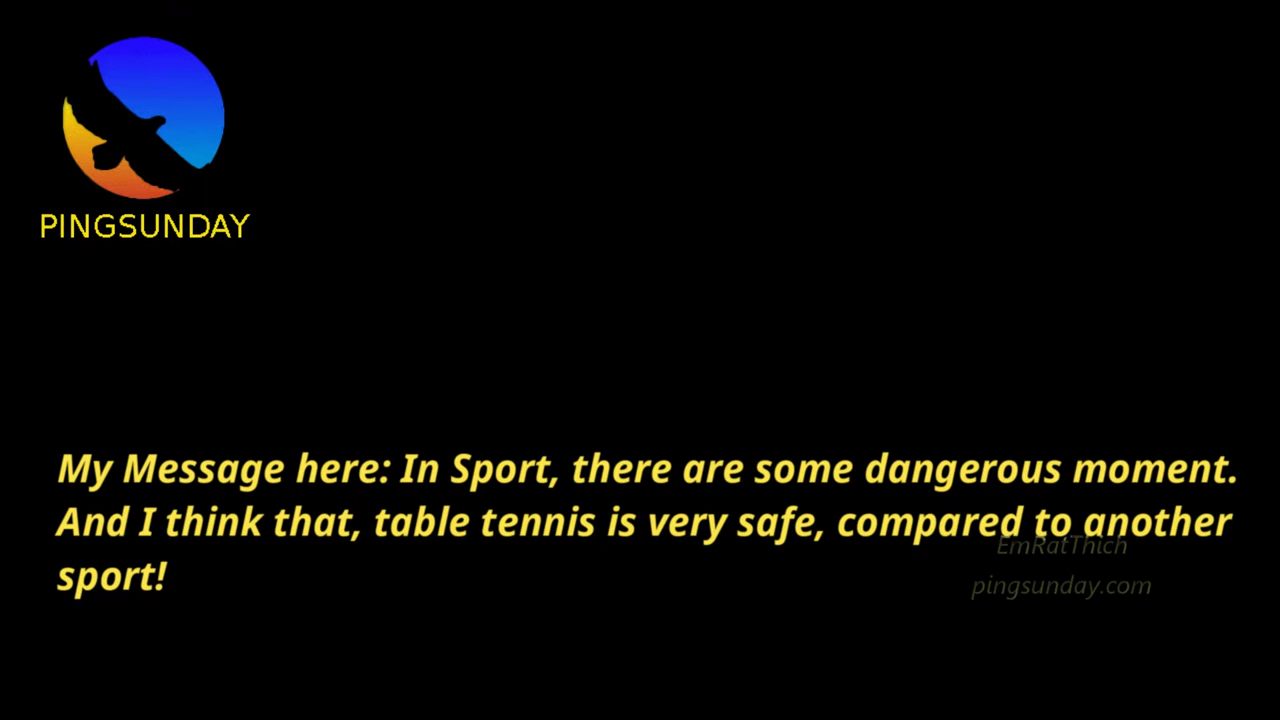 PINGSUNDAY
My Message here: In Sport, there are some dangerous moment.
And I think that, table tennis is very safe, compared to another
EmRatThich
sport!
pingsunday.com